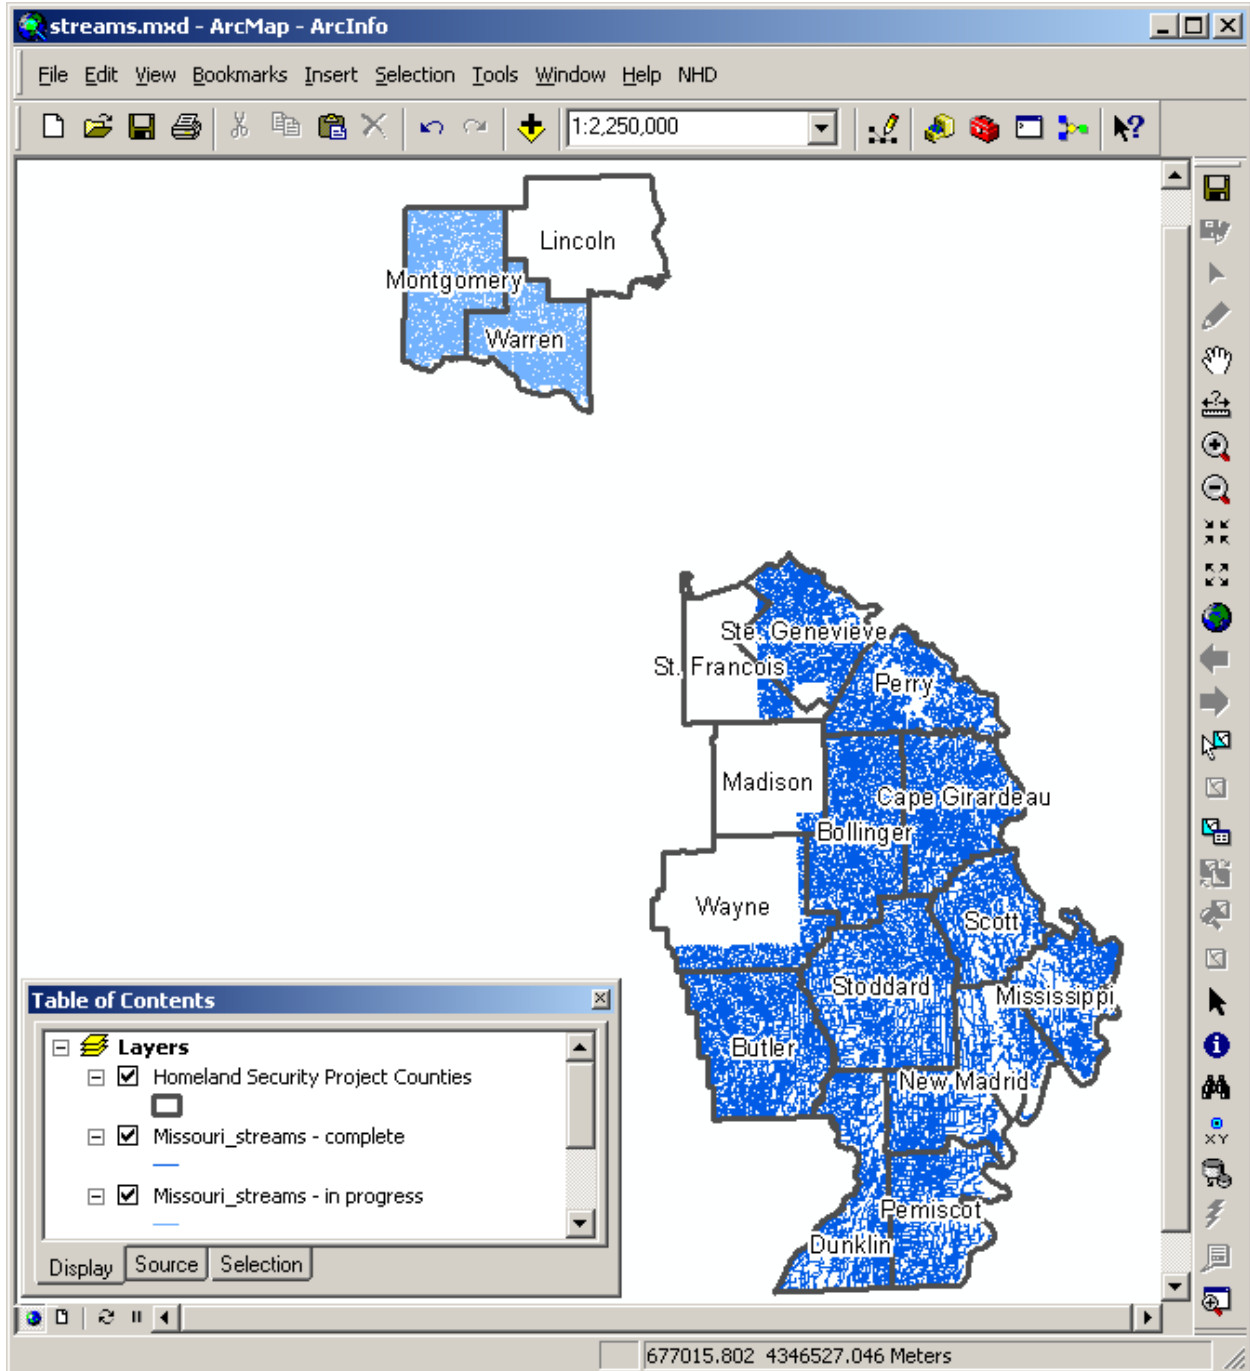 streams.mxd - ArcMap - ArcInfo
File Edit View Bookmarks Insert Selection Tools Window Help NHD
1:2,250,000
Lincoln
Montgomery
Warren
Ste. Genevieve
St. Francois
Perry
Madison
Cape Girardeau
Bollinger
Wayne
Scott
Stoddard
Mississippi
Butler
New Madrid
Pemiscot
Dunklin
Table of Contents
Layers
Homeland Security Project Counties
Missouri_streams - complete
Missouri_streams - in progress
Display Source Selection
XY
677015.802 4346527.046 Meters